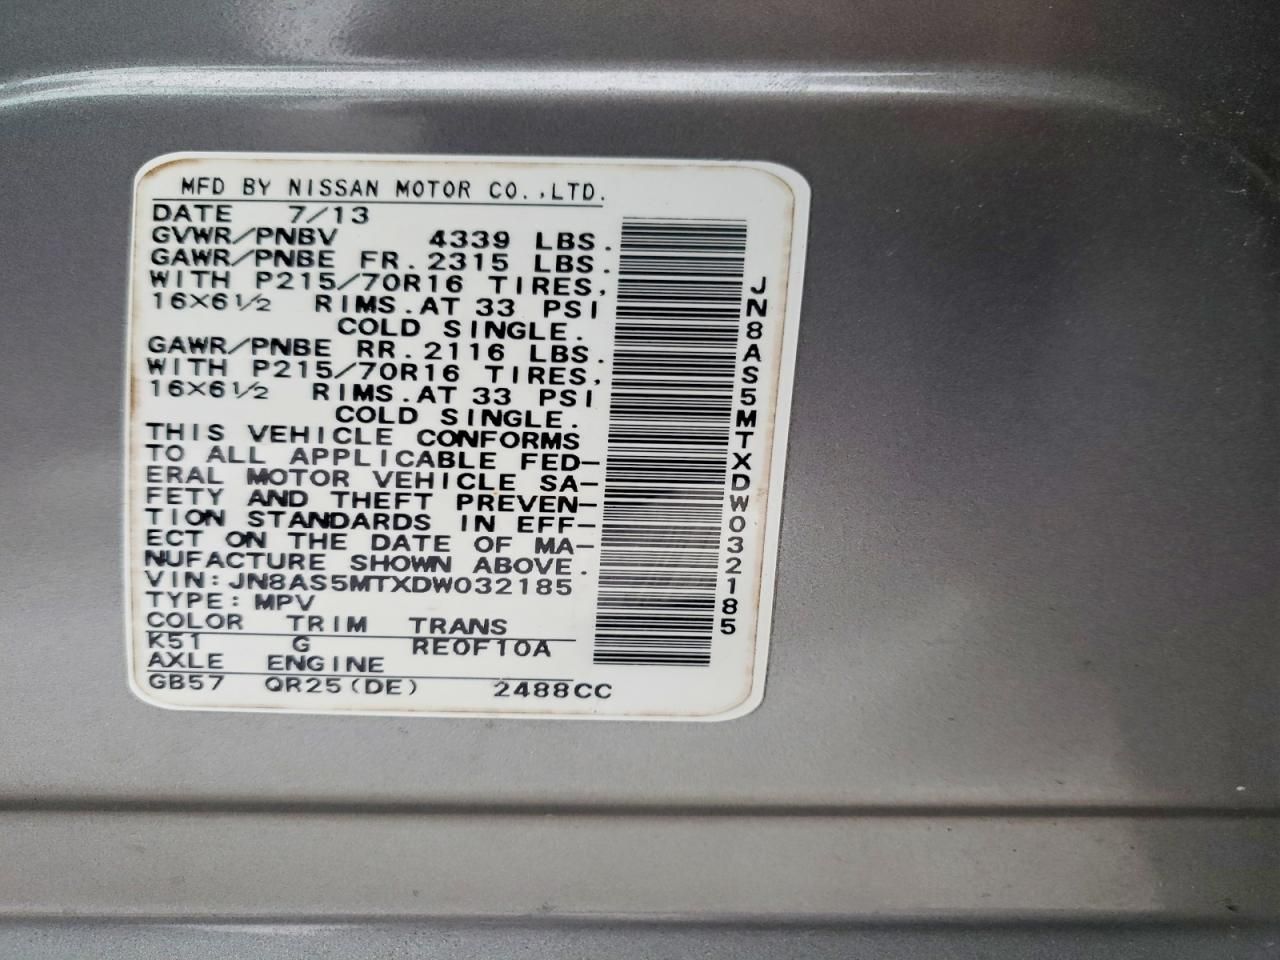 MFD BY NISSAN MOTOR CO.,LTD.
DATE 7/13
GVWR/PNBV 4339 LBS.
GAWR/PNBE FR.2315 LBS.
WITH P215/70R16 TIRES,
16X6½ RIMS.AT 33 PSI
COLD SINGLE.
GAWR/PNBE RR.2116 LBS.
WITH P215/70R16 TIRES,
16X6½ RIMS.AT 33 PSI
COLD SINGLE.
THIS VEHICLE CONFORMS
TO ALL APPLICABLE FED-
ERAL MOTOR VEHICLE SA-
FETY AND THEFT PREVEN-
TION STANDARDS IN EFF-
ECT ON THE DATE OF MA-
NUFACTURE SHOWN ABOVE.
VIN:JN8AS5MTXDW032185
TYPE:MPV
COLOR TRIM TRANS
K51 G RE0F10A
AXLE ENGINE
GB57 QR25(DE) 2488CC
JN8AS5MTXDW032185